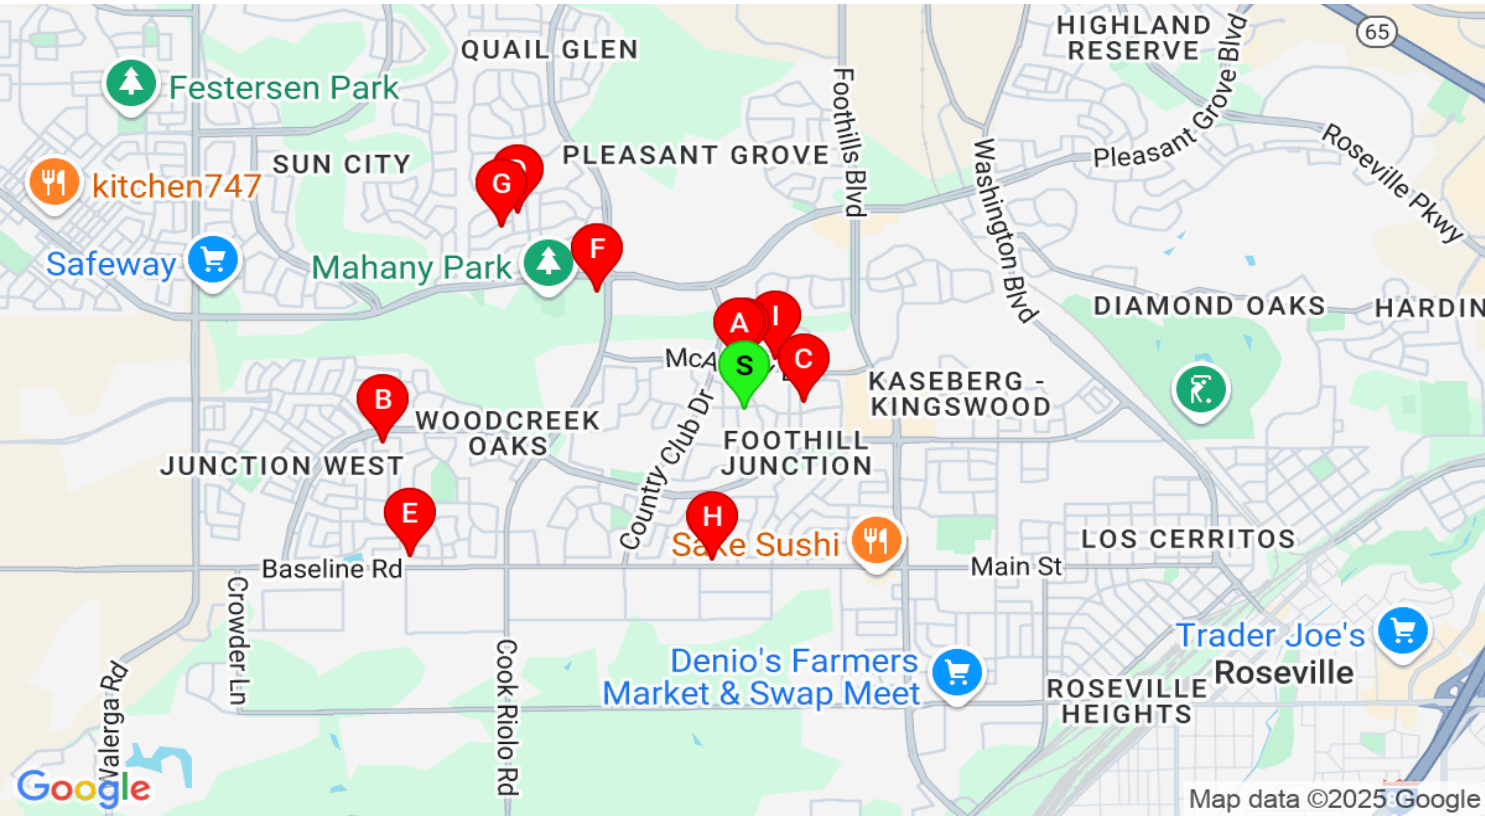 HIGHLAND
RESERVE
65
QUAIL GLEN
Festersen Park
Foothills Blvd
Pleasant Grove Blvd
Roseville Pkwy
SUN CITY
PLEASANT GROVE
kitchen747
G
Washington Blvd
F
Safeway
Mahany Park
DIAMOND OAKS
HARDIN
A
I
McA
S
C
KASEBERG -
KINGSWOOD
B
WOODCREEK
OAKS
Country Club Dr
FOOTHILL
JUNCTION
JUNCTION WEST
E
H
Sake Sushi
LOS CERRITOS
Baseline Rd
Main St
Crowder Ln
Cook Riolo Rd
Walerga Rd
Trader Joe's
Roseville
Denio's Farmers
Market & Swap Meet
ROSEVILLE
HEIGHTS
Google
Map data ©2025 Google